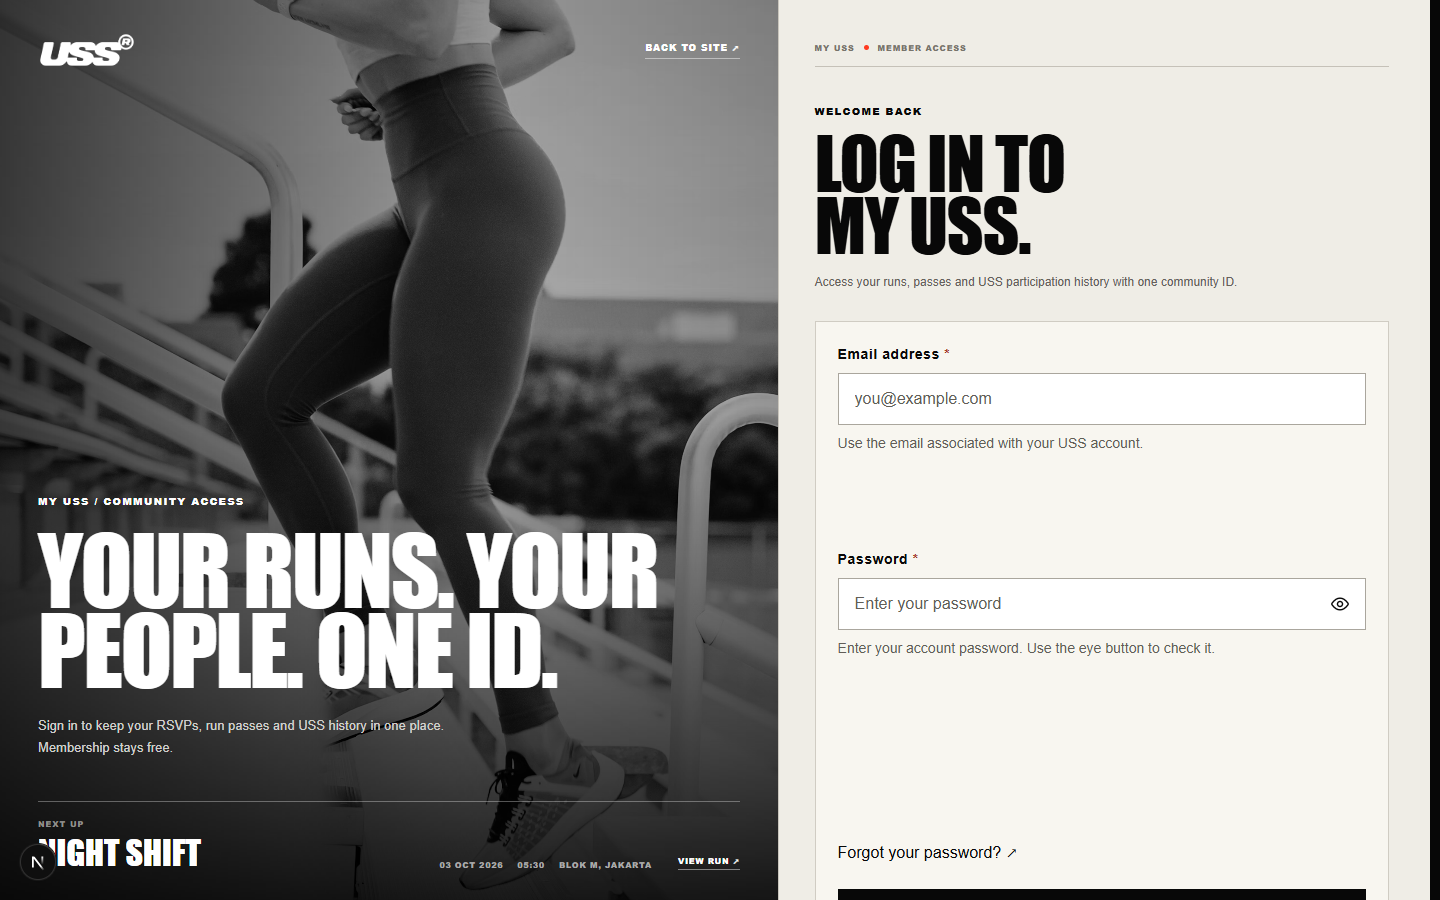 USS®
BACK TO SITE ↗
MY USS / COMMUNITY ACCESS
YOUR RUNS. YOUR
PEOPLE. ONE ID.
Sign in to keep your RSVPs, run passes and USS history in one place.
Membership stays free.
NEXT UP
NIGHT SHIFT
03 OCT 2026 05:30 BLOK M, JAKARTA
VIEW RUN ↗
N
MY USS • MEMBER ACCESS
WELCOME BACK
LOG IN TO
MY USS.
Access your runs, passes and USS participation history with one community ID.
Email address *
you@example.com
Use the email associated with your USS account.
Password *
Enter your password
Enter your account password. Use the eye button to check it.
Forgot your password? ↗